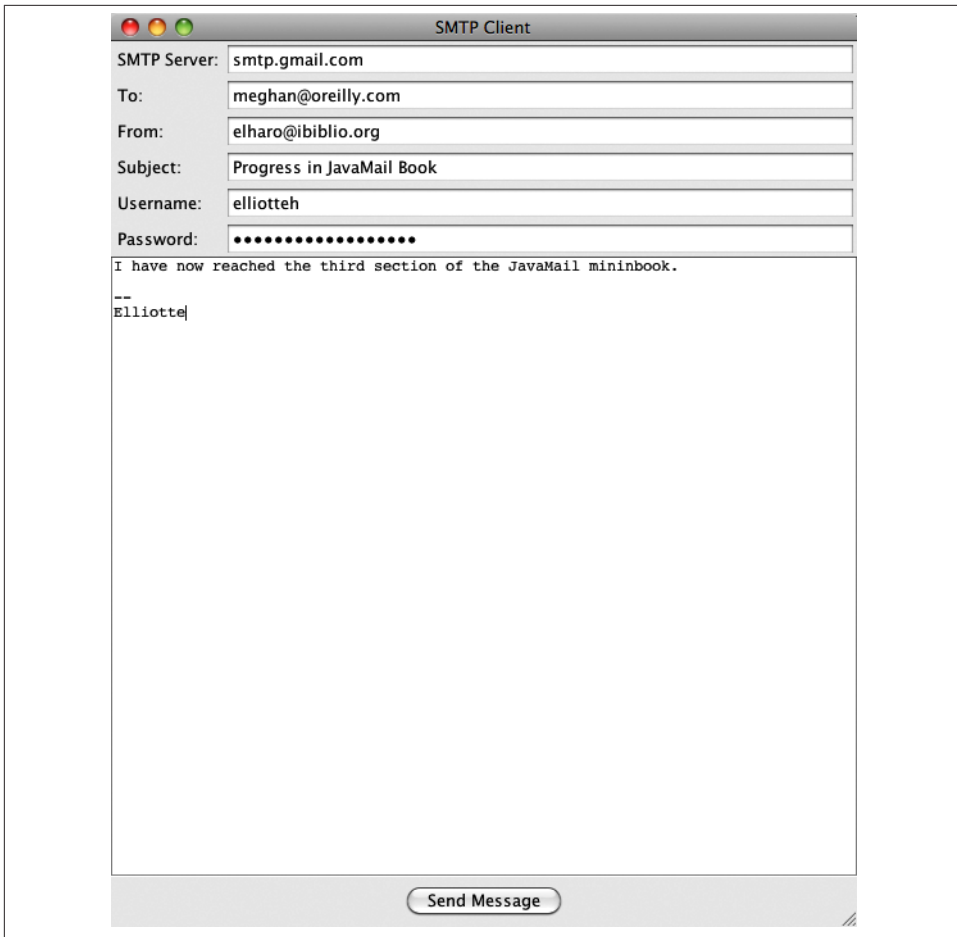 SMTP Client
SMTP Server: smtp.gmail.com
To: meghan@oreilly.com
From: elharo@ibiblio.org
Subject: Progress in JavaMail Book
Username: elliotteh
Password: ••••••••••••••••••
I have now reached the third section of the JavaMail mininbook.
--
Elliotte
Send Message